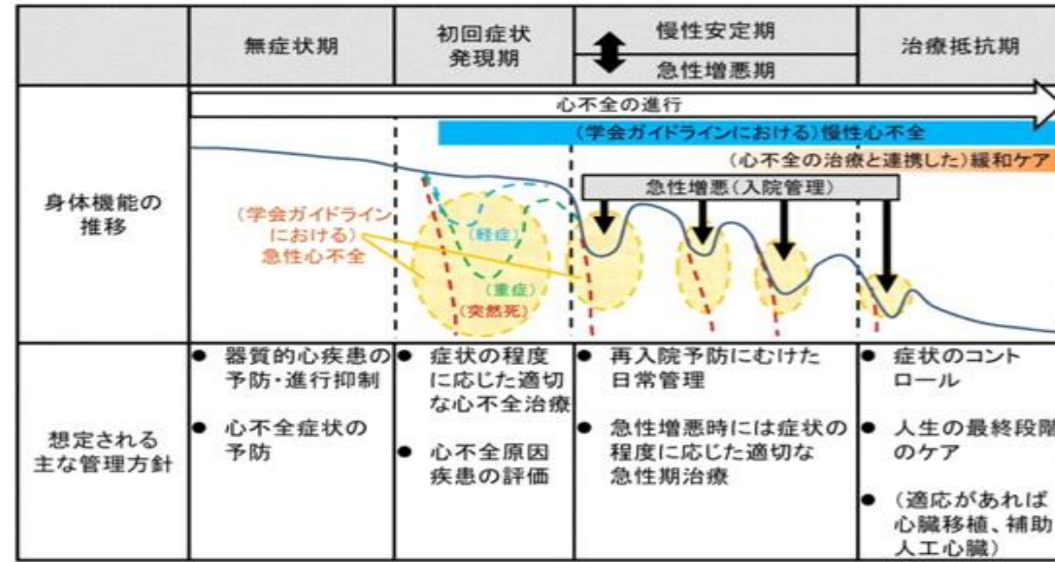 無症状期
初回症状
発現期
慢性安定期
急性増悪期
治療抵抗期
身体機能の
推移
心不全の進行
(学会ガイドラインにおける)慢性心不全
(心不全の治療と連携した)緩和ケア
急性増悪(入院管理)
(学会ガイドライン
における)
急性心不全
(軽症)
(重症)
(突然死)
想定される
主な管理方針
● 器質的心疾患の
予防・進行抑制
● 心不全症状の
予防
● 症状の程度
に応じた適切
な心不全治療
● 心不全原因
疾患の評価
● 再入院予防にむけた
日常管理
● 急性増悪時には症状の
程度に応じた適切な
急性期治療
● 症状のコント
ロール
● 人生の最終段階
のケア
● (適応があれば
心臓移植、補助
人工心臓)